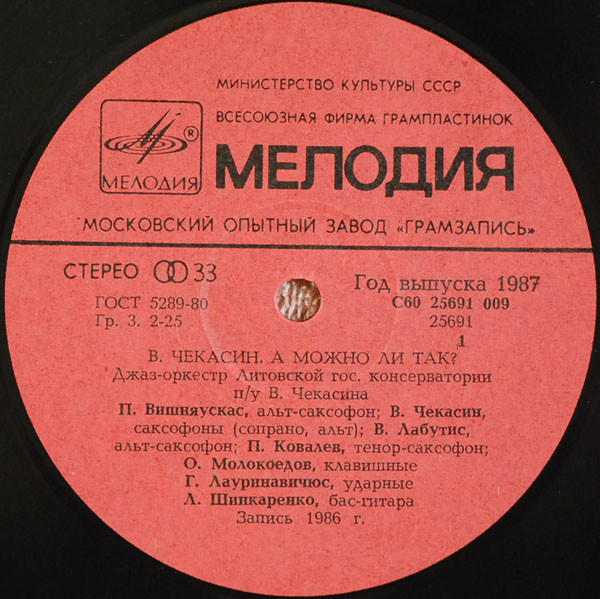 МИНИСТЕРСТВО КУЛЬТУРЫ СССР
ВСЕСОЮЗНАЯ ФИРМА ГРАМПЛАСТИНОК
®
МЕЛОДИЯ
МЕЛОДИЯ
МОСКОВСКИЙ ОПЫТНЫЙ ЗАВОД «ГРАМЗАПИСЬ»
СТЕРЕО 33
ГОСТ 5289-80
Гр. 3. 2-25
Год выпуска 1987
С60 25691 009
25691
1
В. ЧЕКАСИН. А МОЖНО ЛИ ТАК?
Джаз-оркестр Литовской гос. консерватории
п/у В. Чекасина
П. Вишняускас, альт-саксофон; В. Чекасин,
саксофоны (сопрано, альт); В. Лабутис,
альт-саксофон; П. Ковалев, тенор-саксофон;
О. Молокоедов, клавишные
Г. Лауринавичюс, ударные
Л. Шинкаренко, бас-гитара
Запись 1986 г.